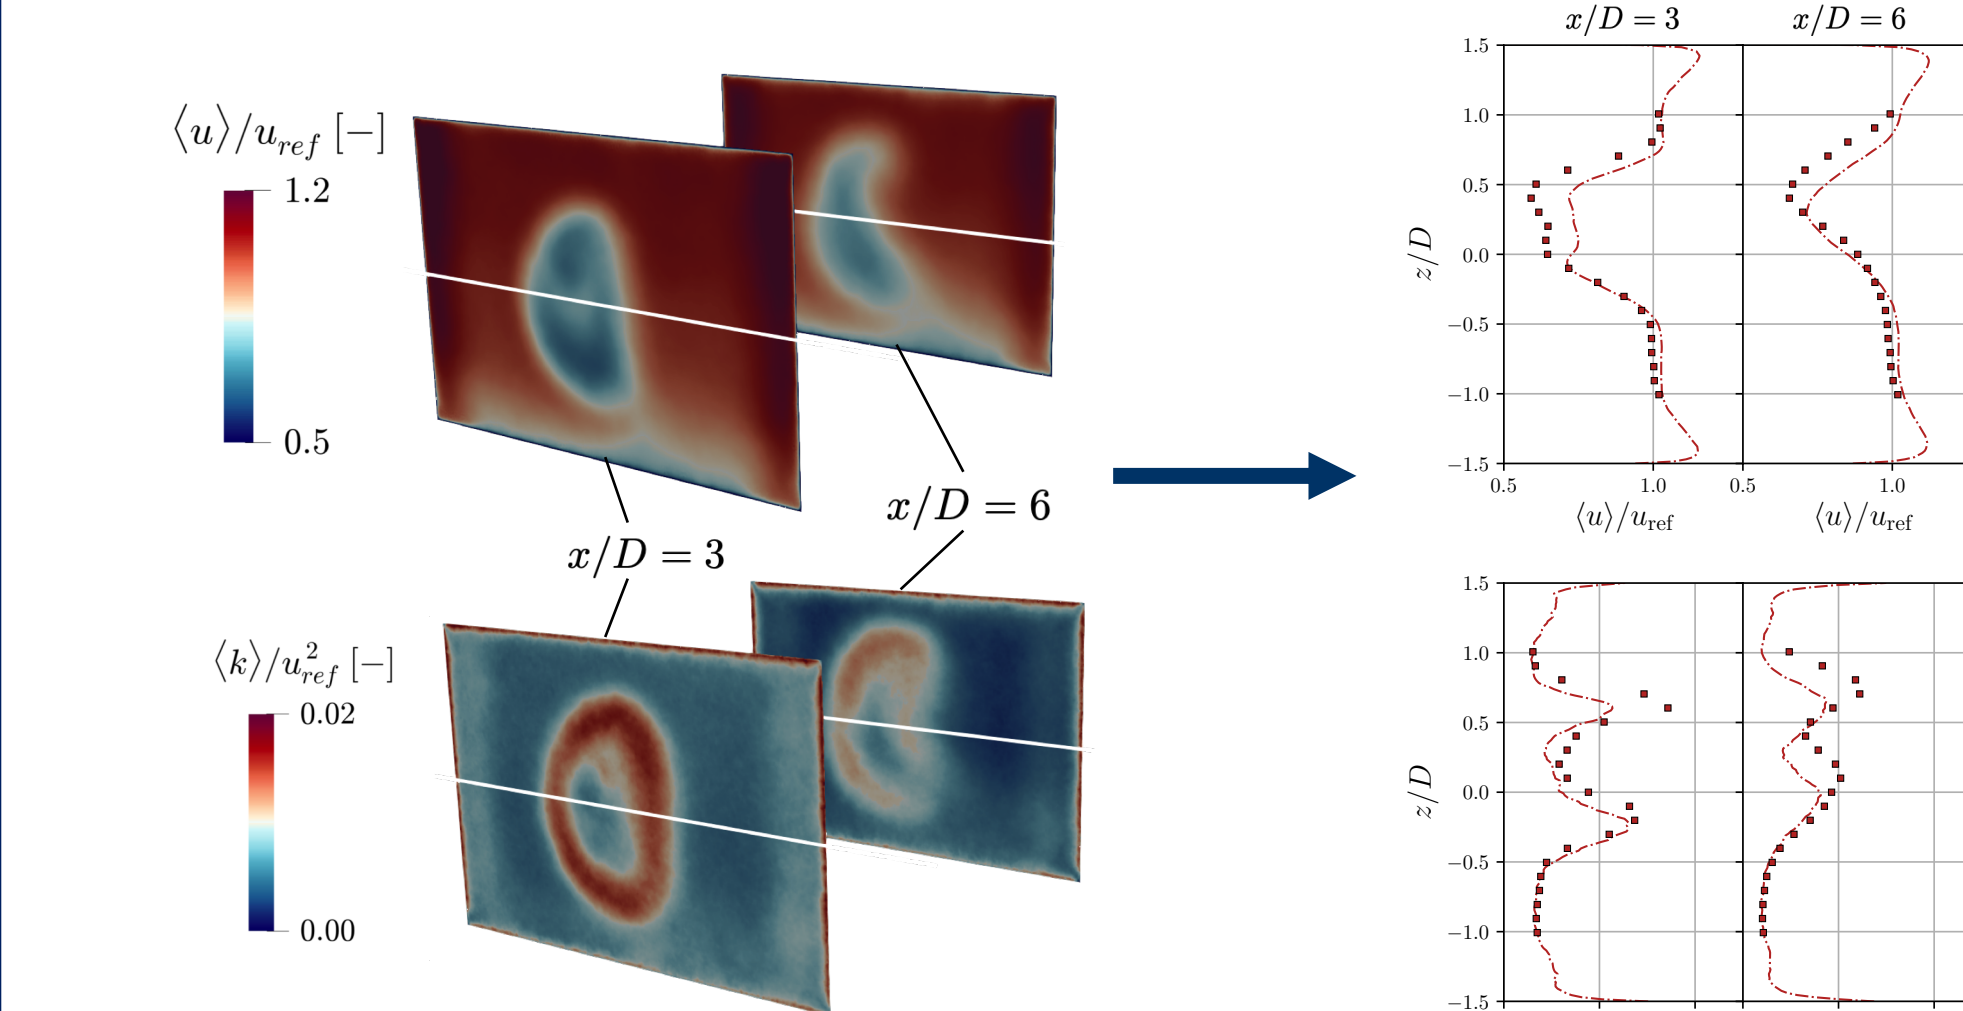 ⟨u⟩/u_ref [−]
1.2
0.5
x/D = 3
x/D = 6
⟨k⟩/u²_ref [−]
0.02
0.00
x/D = 3
x/D = 6
1.5
1.0
0.5
0.0
−0.5
−1.0
−1.5
z/D
0.5
1.0
0.5
1.0
⟨u⟩/u_ref
⟨u⟩/u_ref
1.5
1.0
0.5
0.0
−0.5
−1.0
−1.5
z/D